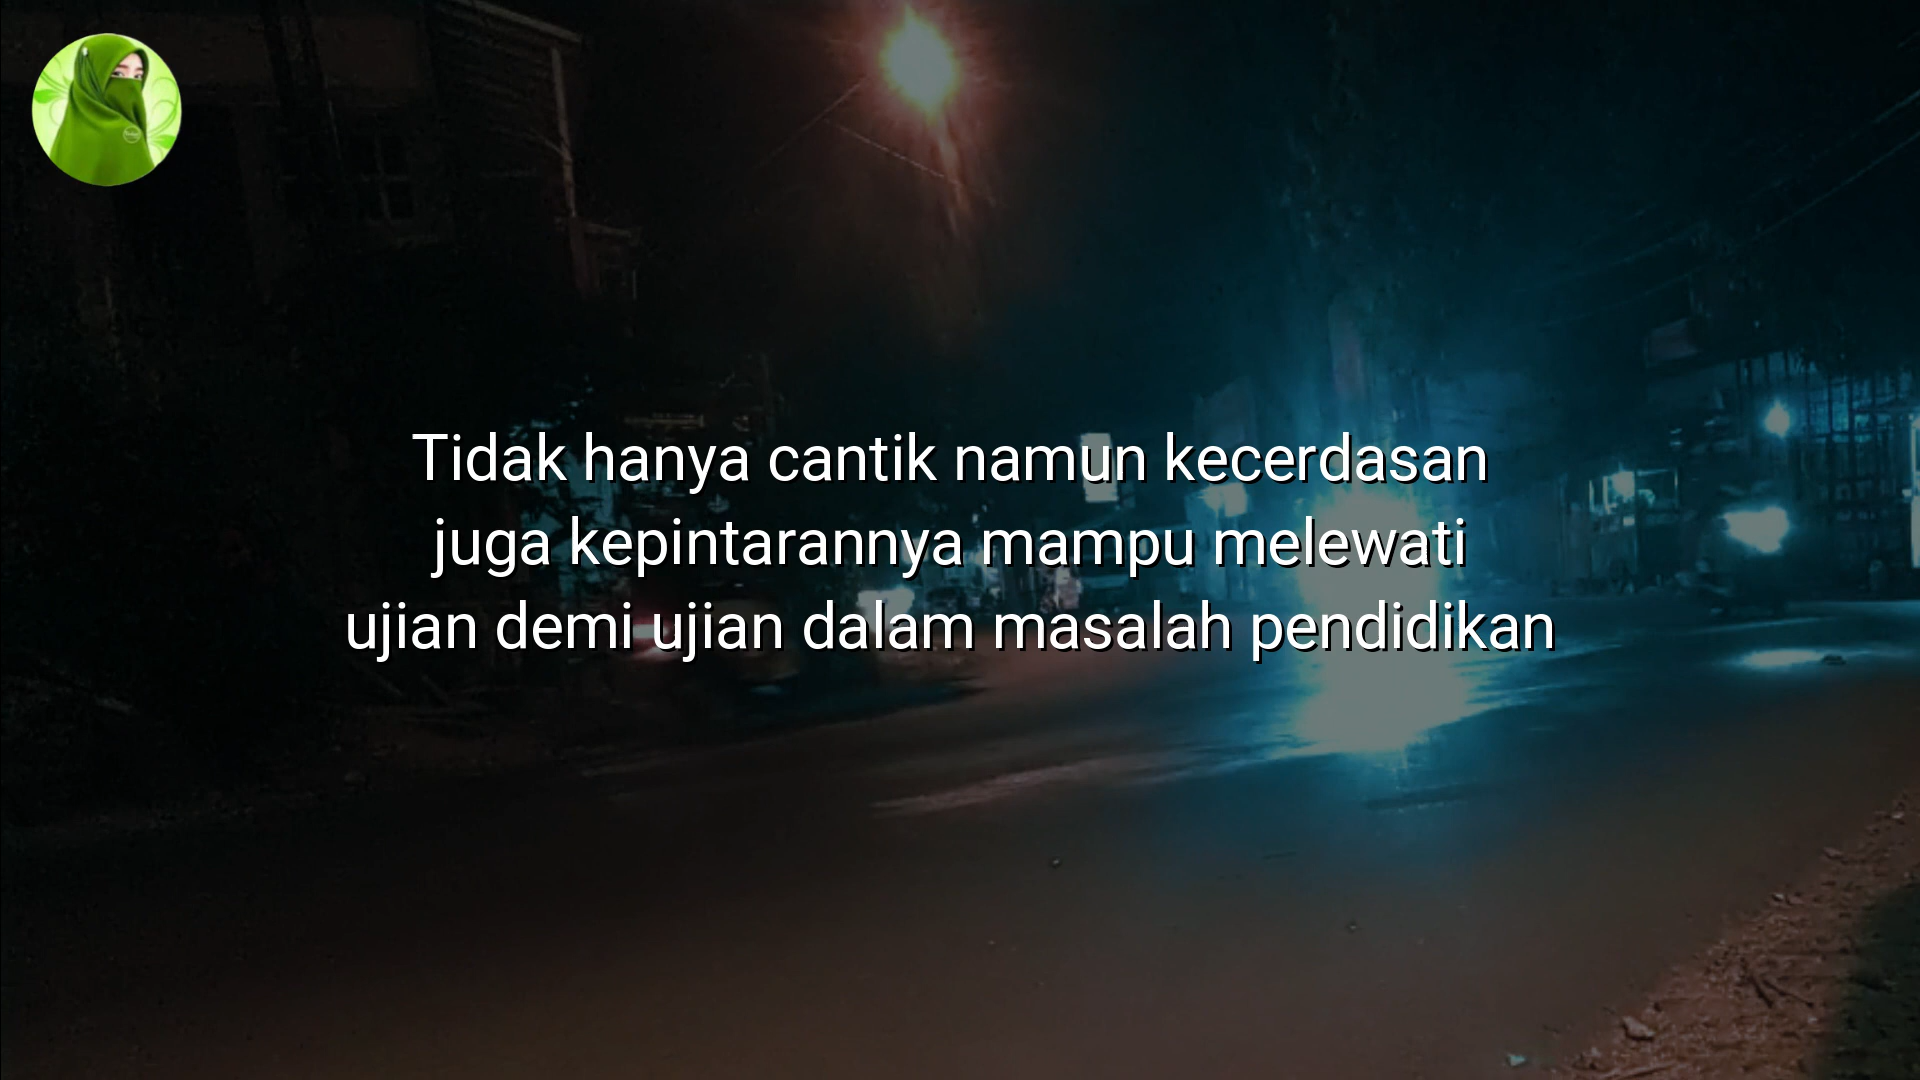 Tidak hanya cantik namun kecerdasan
juga kepintarannya mampu melewati
ujian demi ujian dalam masalah pendidikan